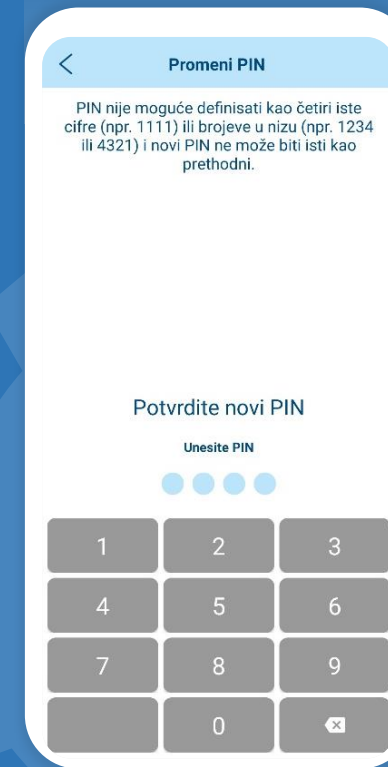 Promeni PIN
PIN nije moguće definisati kao četiri iste
cifre (npr. 1111) ili brojeve u nizu (npr. 1234
ili 4321) i novi PIN ne može biti isti kao
prethodni.
Potvrdite novi PIN
Unesite PIN
1 2 3
4 5 6
7 8 9
0